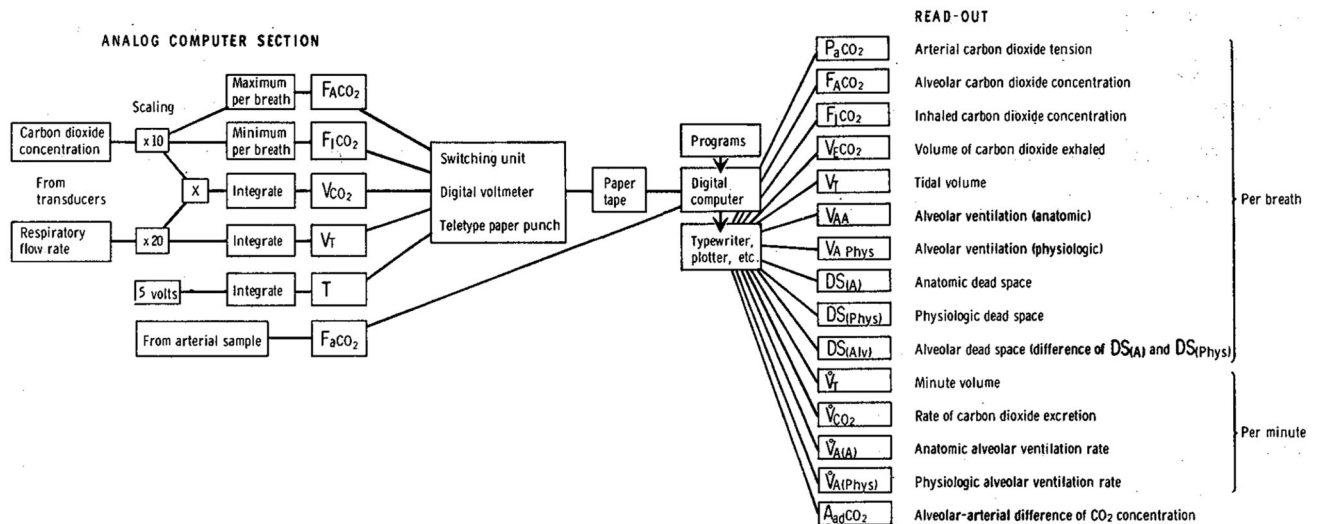 READ-OUT
ANALOG COMPUTER SECTION
Scaling
Carbon dioxide
concentration
From
transducers
Respiratory
flow rate
x10
X
x20
5 volts
From arterial sample
Maximum
per breath
Minimum
per breath
Integrate
Integrate
Integrate
FACO2
FICO2
VCO2
VT
T
FaCO2
Switching unit
Digital voltmeter
Teletype paper punch
Paper
tape
Programs
Digital
computer
Typewriter,
plotter, etc.
PaCO2 Arterial carbon dioxide tension
FACO2 Alveolar carbon dioxide concentration
FICO2 Inhaled carbon dioxide concentration
VECO2 Volume of carbon dioxide exhaled
VT Tidal volume
VAA Alveolar ventilation (anatomic)
VA Phys Alveolar ventilation (physiologic)
DS(A) Anatomic dead space
DS(Phys) Physiologic dead space
DS(Alv) Alveolar dead space (difference of DS(A) and DS(Phys)
Per breath
V̊T Minute volume
V̊CO2 Rate of carbon dioxide excretion
V̊A(A) Anatomic alveolar ventilation rate
V̊A(Phys) Physiologic alveolar ventilation rate
Per minute
AadCO2 Alveolar-arterial difference of CO2 concentration